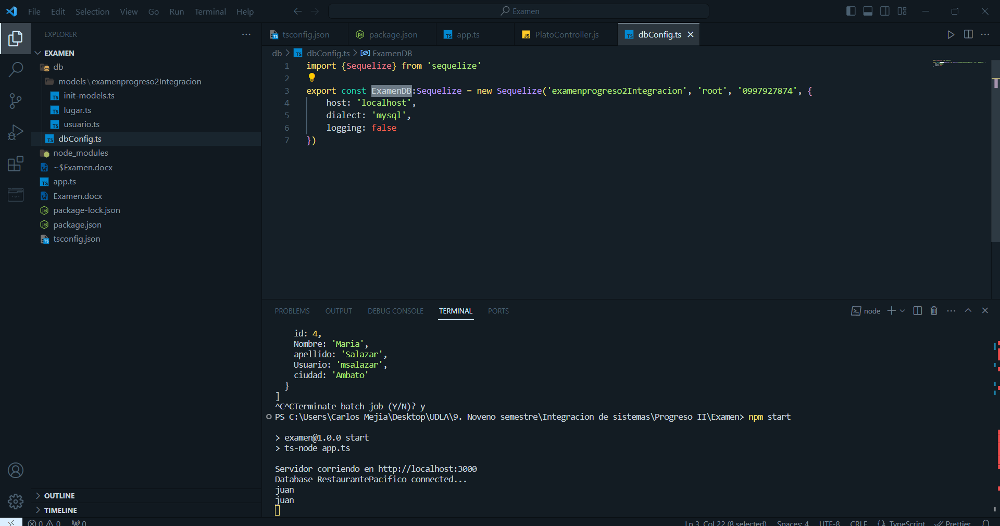 File Edit Selection View Go Run Terminal Help
Examen
EXPLORER
EXAMEN
db
models\examenprogreso2Integracion
init-models.ts
lugar.ts
usuario.ts
dbConfig.ts
node_modules
~$Examen.docx
app.ts
Examen.docx
package-lock.json
package.json
tsconfig.json
OUTLINE
TIMELINE
tsconfig.json package.json app.ts PlatoController.js dbConfig.ts
db > dbConfig.ts > ExamenDB
1 import {Sequelize} from 'sequelize'
2
3 export const ExamenDB:Sequelize = new Sequelize('examenprogreso2Integracion', 'root', '0997927874', {
4 host: 'localhost',
5 dialect: 'mysql',
6 logging: false
7 })
PROBLEMS OUTPUT DEBUG CONSOLE TERMINAL PORTS
node
id: 4,
Nombre: 'Maria',
apellido: 'Salazar',
Usuario: 'msalazar',
ciudad: 'Ambato'
}
]
^C^CTerminate batch job (Y/N)? y
PS C:\Users\Carlos Mejia\Desktop\UDLA\9. Noveno semestre\Integracion de sistemas\Progreso II\Examen> npm start
> examen@1.0.0 start
> ts-node app.ts
Servidor corriendo en http://localhost:3000
Database RestaurantePacifico connected...
juan
juan
0 0 0
Ln 3, Col 22 (8 selected) Spaces: 4 UTF-8 CRLF {} TypeScript Prettier